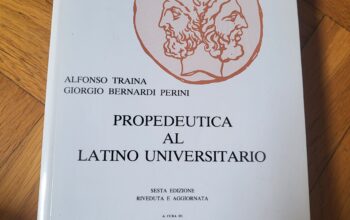 ALFONSO TRAINA
GIORGIO BERNARDI PERINI
PROPEDEUTICA
AL
LATINO UNIVERSITARIO
SESTA EDIZIONE
RIVEDUTA E AGGIORNATA
A CURA DI